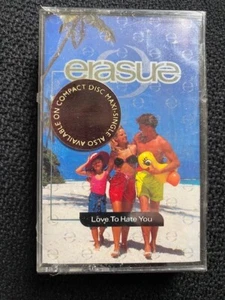 erasure
ALSO AVAILABLE ON COMPACT DISC MAXI-SINGLE
Love To Hate You